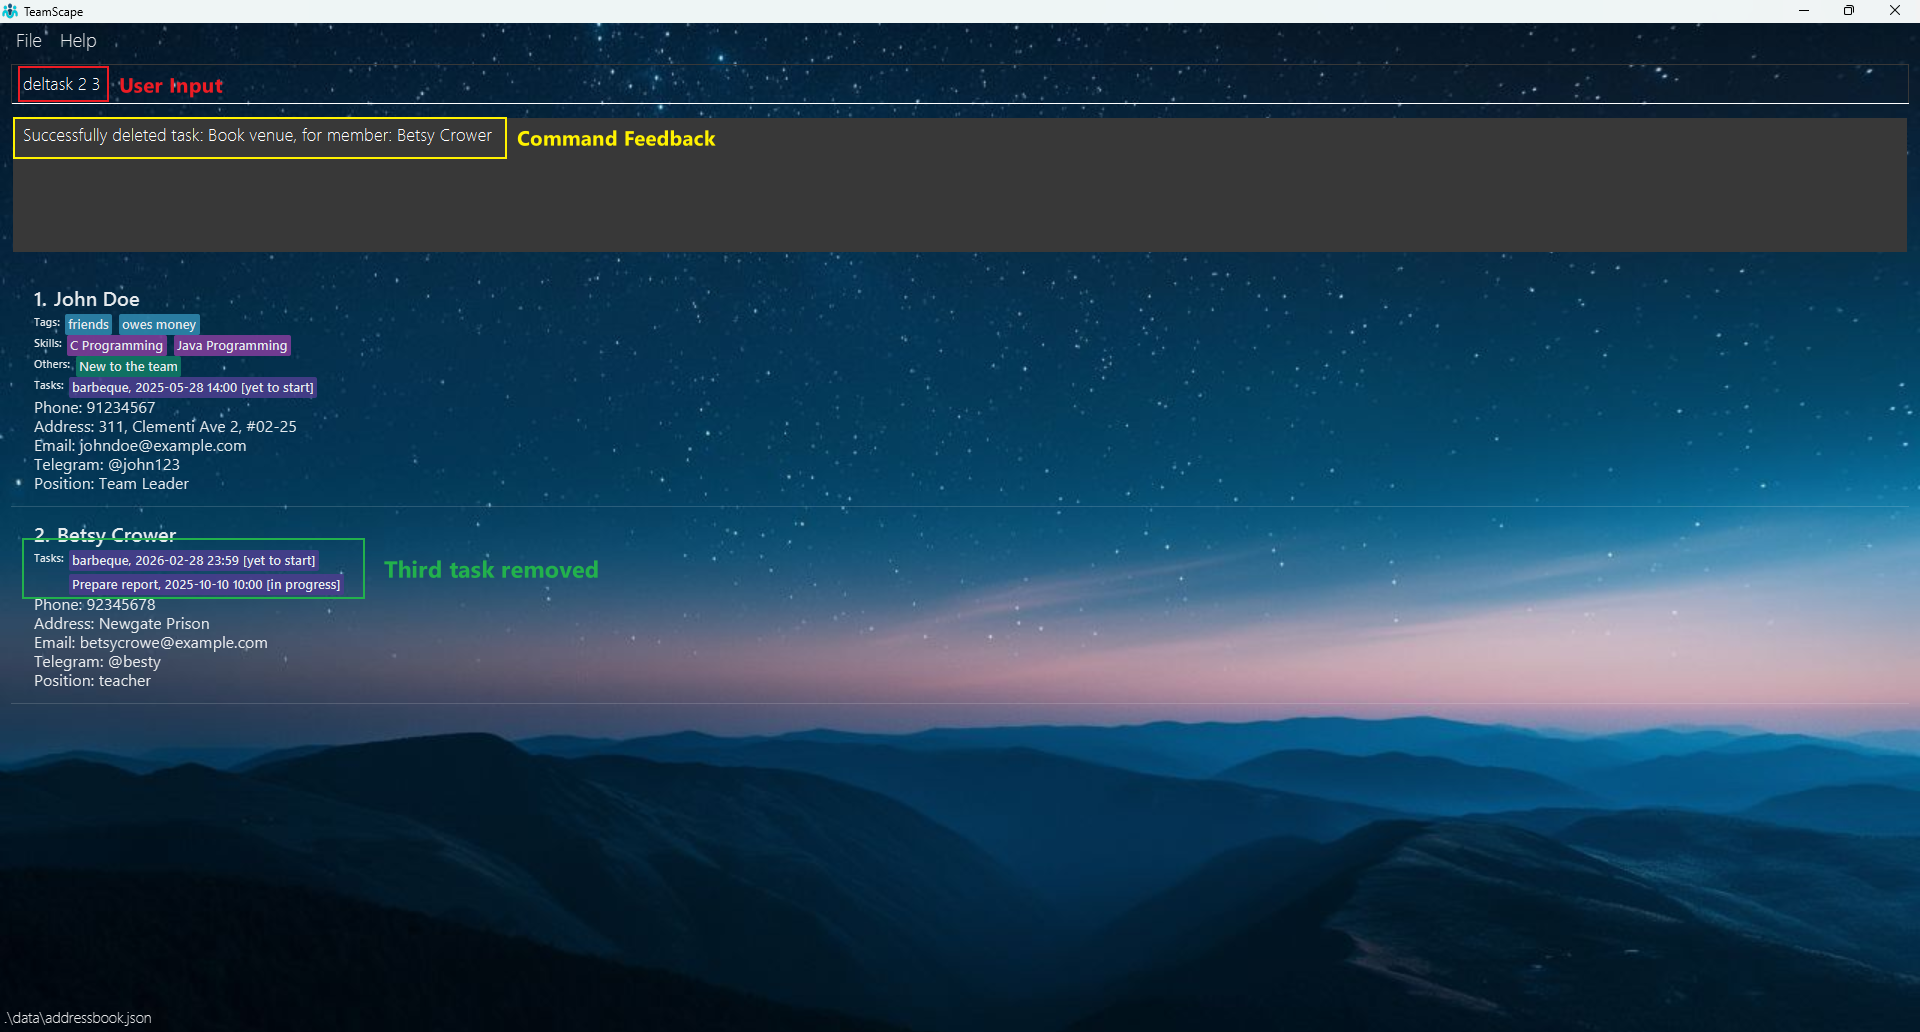 TeamScape
File Help
deltask 2 3 User Input
Successfully deleted task: Book venue, for member: Betsy Crower Command Feedback
1. John Doe
Tags: friends owes money
Skills: C Programming Java Programming
Others: New to the team
Tasks: barbeque, 2025-05-28 14:00 [yet to start]
Phone: 91234567
Address: 311, Clementi Ave 2, #02-25
Email: johndoe@example.com
Telegram: @john123
Position: Team Leader
2. Betsy Crower
Tasks: barbeque, 2026-02-28 23:59 [yet to start]
Third task removed
Prepare report, 2025-10-10 10:00 [in progress]
Phone: 92345678
Address: Newgate Prison
Email: betsycrowe@example.com
Telegram: @besty
Position: teacher
.\data\addressbook.json